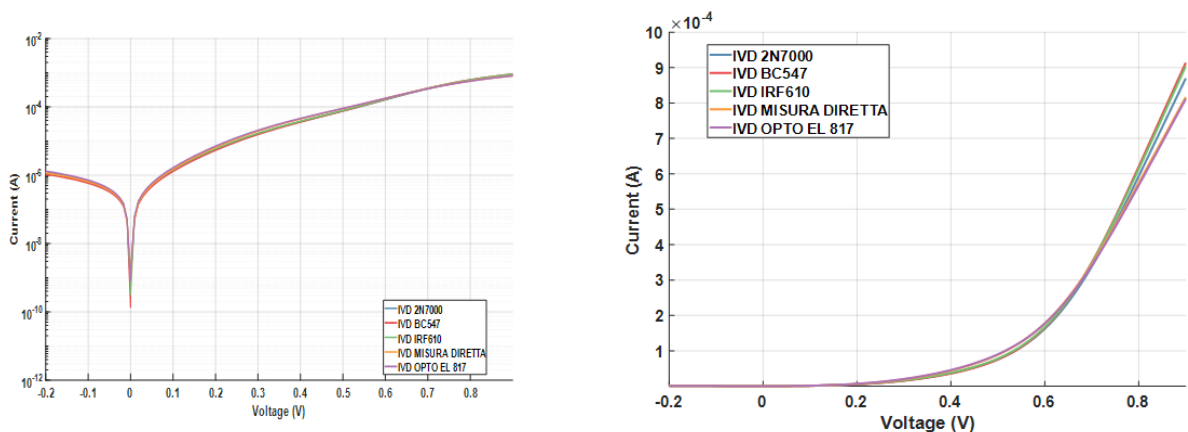 10^-2
10^-4
10^-6
10^-8
10^-10
10^-12
Current (A)
-0.2 -0.1 0 0.1 0.2 0.3 0.4 0.5 0.6 0.7 0.8
Voltage (V)
IVD 2N7000
IVD BC547
IVD IRF610
IVD MISURA DIRETTA
IVD OPTO EL 817
10 ×10^-4
9
8
7
6
5
4
3
2
1
Current (A)
-0.2 0 0.2 0.4 0.6 0.8
Voltage (V)
IVD 2N7000
IVD BC547
IVD IRF610
IVD MISURA DIRETTA
IVD OPTO EL 817